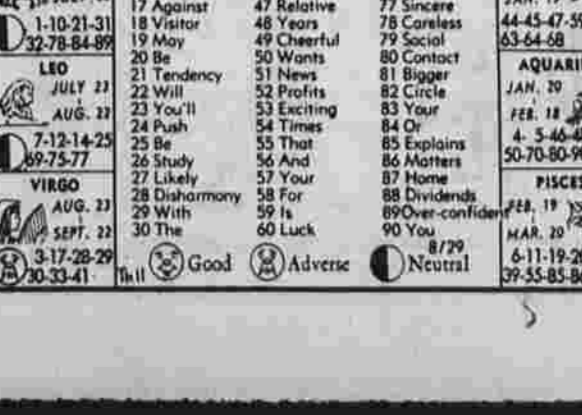 1-10-21-31
32-78-84-89
LEO
JULY 23
AUG. 22
7-12-14-25
69-75-77
VIRGO
AUG. 23
SEPT. 22
3-17-28-29
30-33-41
17 Against
18 Visitor
19 May
20 Be
21 Tendency
22 Will
23 You'll
24 Push
25 Be
26 Study
27 Likely
28 Disharmony
29 With
30 The
47 Relative
48 Years
49 Cheerful
50 Wants
51 News
52 Profits
53 Exciting
54 Times
55 That
56 And
57 Your
58 For
59 Is
60 Luck
77 Sincere
78 Careless
79 Social
80 Contact
81 Bigger
82 Circle
83 Your
84 Or
85 Explains
86 Matters
87 Home
88 Dividends
89 Over-confident
90 You
8/29
Good
Adverse
Neutral
44-45-47-5
63-64-68
AQUARI
JAN. 20
FEB. 18
4- 5-46-4
50-70-80-9
PISCES
FEB. 19
MAR. 20
6-11-19-2
39-55-85-8